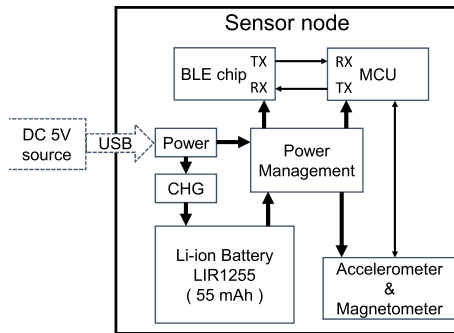 Sensor node
BLE chip
TX
RX
RX
TX
MCU
DC 5V
source
USB
Power
CHG
Power
Management
Li-ion Battery
LIR1255
( 55 mAh )
Accelerometer
&
Magnetometer